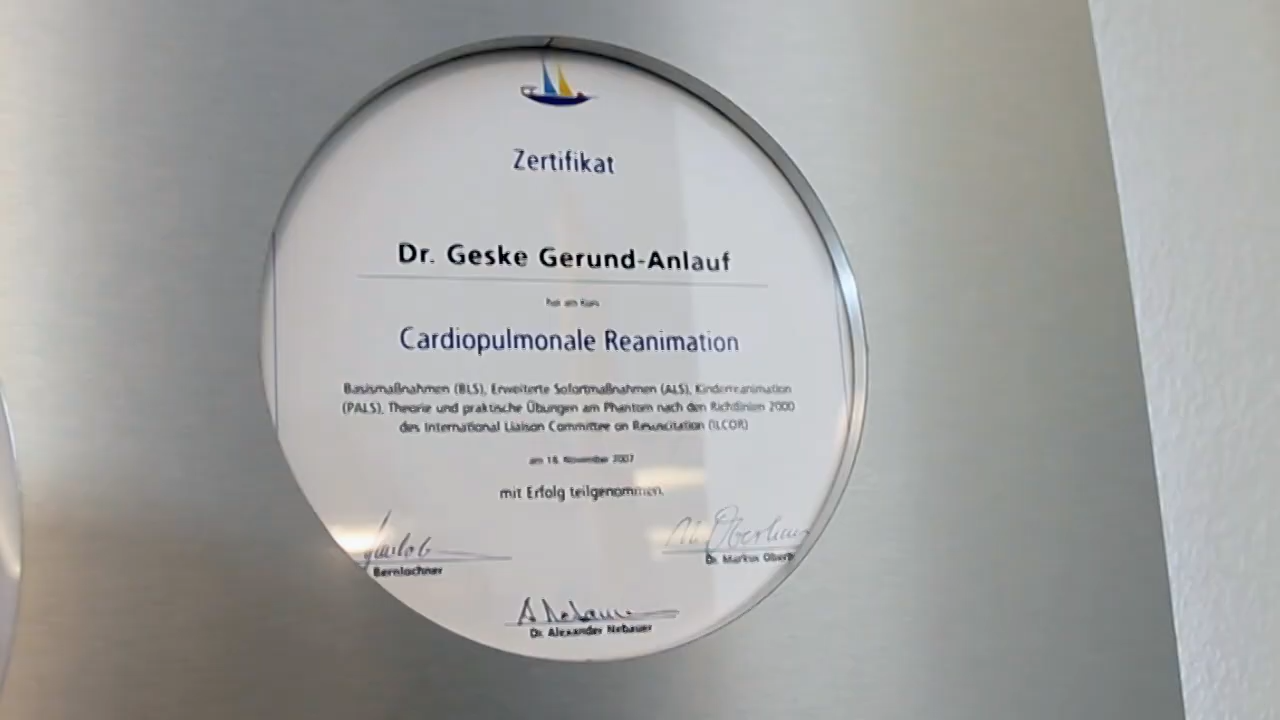 Zertifikat
Dr. Geske Gerund-Anlauf
hat am Kurs
Cardiopulmonale Reanimation
Basismaßnahmen (BLS), Erweiterte Sofortmaßnahmen (ALS), Kinderreanimation
(PALS), Theorie und praktische Übungen am Phantom nach den Richtlinien 2000
des International Liaison Committee on Resuscitation (ILCOR)
am 18. November 2007
mit Erfolg teilgenommen.
Bernlochner
Dr. Markus Oberh
Dr. Alexander Nebauer